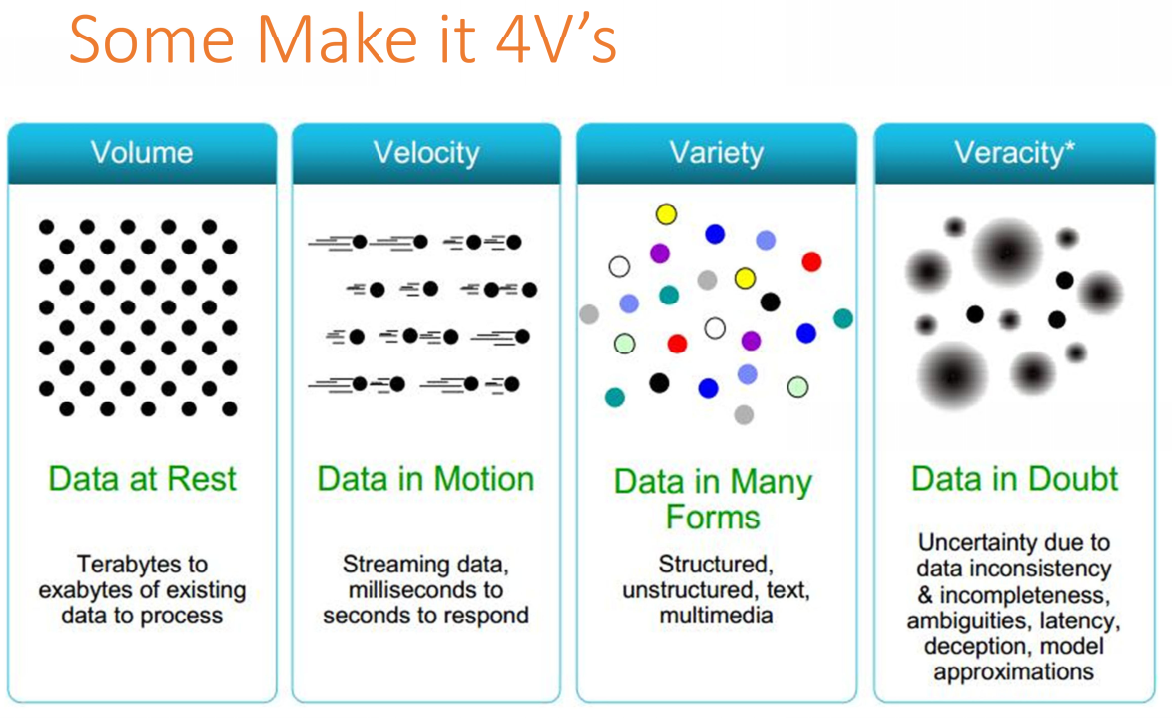 Some Make it 4V’s
Volume
Data at Rest
Terabytes to
exabytes of existing
data to process
Velocity
Data in Motion
Streaming data,
milliseconds to
seconds to respond
Variety
Data in Many
Forms
Structured,
unstructured, text,
multimedia
Veracity*
Data in Doubt
Uncertainty due to
data inconsistency
& incompleteness,
ambiguities, latency,
deception, model
approximations